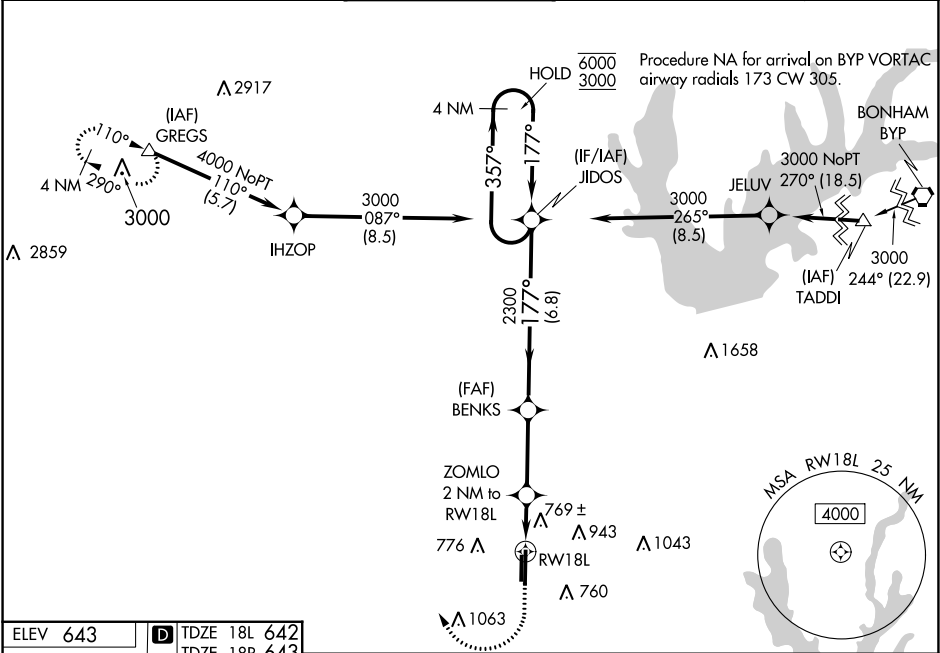 6000
3000
Procedure NA for arrival on BYP VORTAC
airway radials 173 CW 305.
HOLD
2917
4 NM
(IAF)
GREGS
BONHAM
BYP
110°
4000 NoPT
110°
(5.7)
357°
177°
(IF/IAF)
JIDOS
3000 NoPT
270° (18.5)
JELUV
4 NM
290°
3000
3000
087°
(8.5)
3000
265°
(8.5)
IHZOP
2859
3000
244° (22.9)
(IAF)
TADDI
2300
177°
(6.8)
1658
(FAF)
BENKS
MSA RW18L 25 NM
4000
ZOMLO
2 NM to
RW18L
769 ±
943
776
1043
RW18L
760
1063
ELEV 643
D TDZE 18L 642
TDZE 18R 643